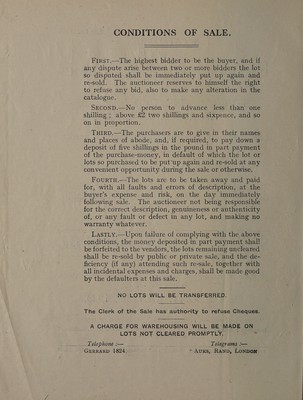 CONDITIONS OF SALE.
FIRST.—The highest bidder to be the buyer, and if
any dispute arise between two or more bidders the lot
so disputed shall be immediately put up again and
re-sold. The auctioneer reserves to himself the right
to refuse any bid, also to make any alteration in the
catalogue.
SECOND.—No person to advance less than one
shilling; above £2 two shillings and sixpence, and so
on in proportion.
THIRD.—The purchasers are to give in their names
and places of abode, and, if required, to pay down a
deposit of five shillings in the pound in part payment
of the purchase-money, in default of which the lot or
lots so purchased to be put up again and re-sold at any
convenient opportunity during the sale or otherwise.
FOURTH.—The lots are to be taken away and paid
for, with all faults and errors of description, at the
buyer's expense and risk, on the day immediately
following sale. The auctioneer not being responsible
for the correct description, genuineness or authenticity
of, or any fault or defect in any lot, and making no
warranty whatever.
LASTLY.—Upon failure of complying with the above
conditions, the money deposited in part payment shall
be forfeited to the vendors, the lots remaining uncleared
shall be re-sold by public or private sale, and the de-
ficiency (if any) attending such re-sale, together with
all incidental expenses and charges, shall be made good
by the defaulters at this sale.
NO LOTS WILL BE TRANSFERRED.
The Clerk of the Sale has authority to refuse Cheques.
A CHARGE FOR WAREHOUSING WILL BE MADE ON
LOTS NOT CLEARED PROMPTLY.
Telephone :— Telegrams :—
GERRARD 1824. "AUKS, RAND, LONDON